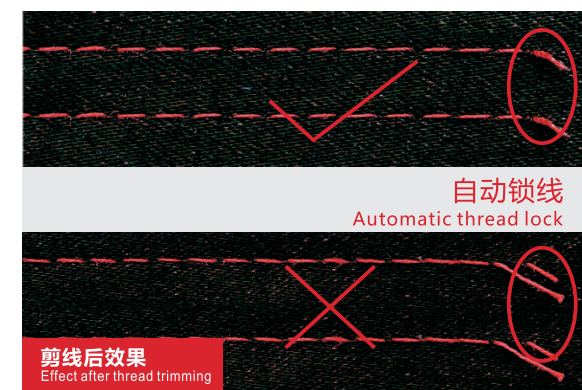 自动锁线
Automatic thread lock
剪线后效果
Effect after thread trimming